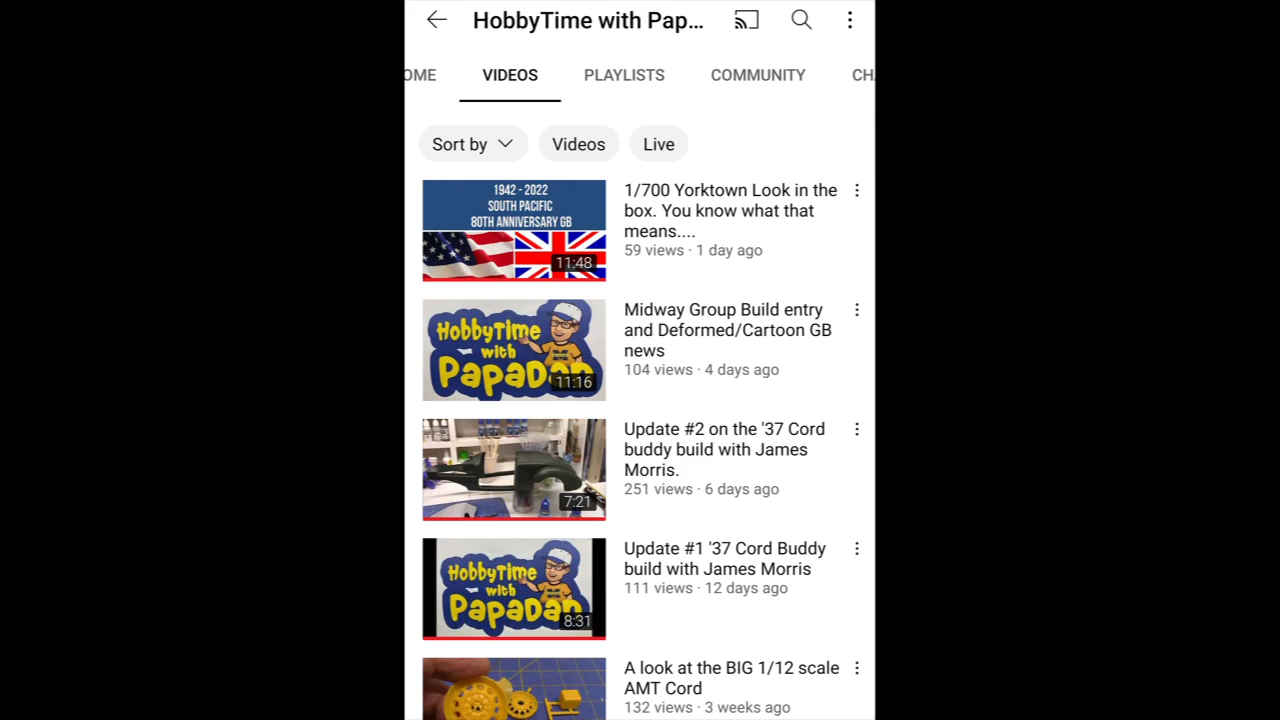 HobbyTime with Pap...
OME VIDEOS PLAYLISTS COMMUNITY CH
Sort by Videos Live
1942 - 2022
SOUTH PACIFIC
80TH ANNIVERSARY GB
11:48
1/700 Yorktown Look in the
box. You know what that
means....
59 views · 1 day ago
HobbyTime
with
PAPADAN
11:16
Midway Group Build entry
and Deformed/Cartoon GB
news
104 views · 4 days ago
7:21
Update #2 on the '37 Cord
buddy build with James
Morris.
251 views · 6 days ago
HobbyTime
with
PAPADAN
8:31
Update #1 '37 Cord Buddy
build with James Morris
111 views · 12 days ago
A look at the BIG 1/12 scale
AMT Cord
132 views · 3 weeks ago